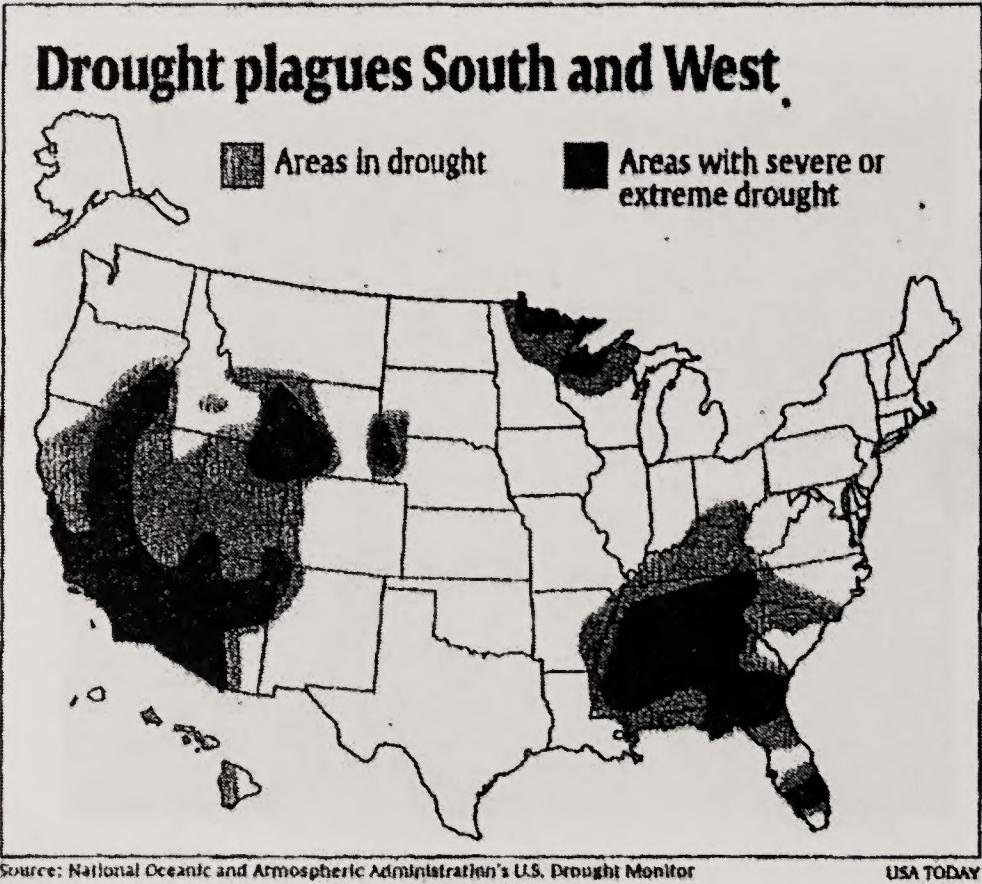 Drought plagues South and West
Areas in drought
Areas with severe or
extreme drought
Source: National Oceanic and Atmospheric Administration's U.S. Drought Monitor
USA TODAY